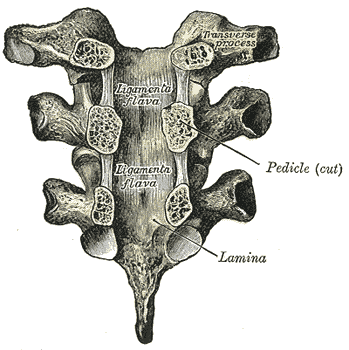 Transverse
process
Ligamenta
flava
Pedicle (cut)
Ligamenta
flava
Lamina